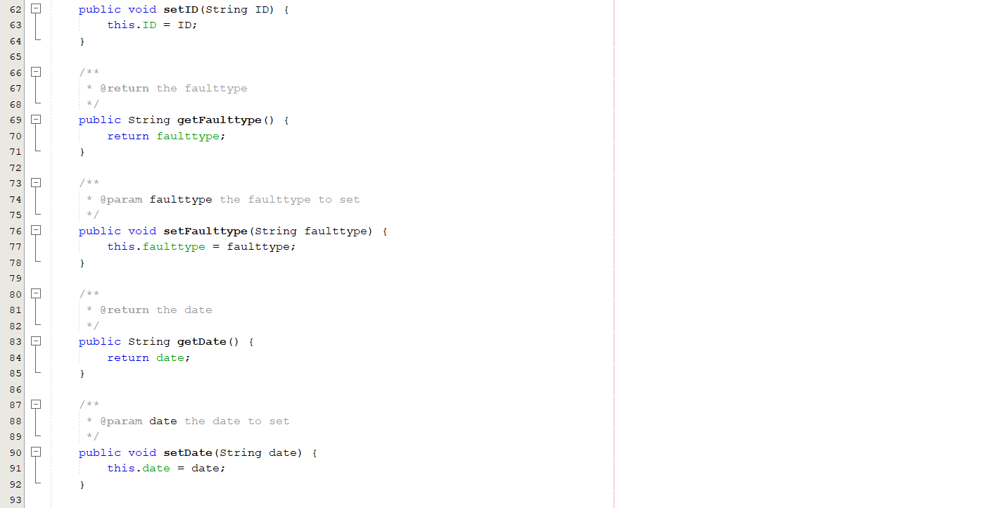 62 public void setID(String ID) {
63 this.ID = ID;
64 }
65
66 /**
67 * @return the faulttype
68 */
69 public String getFaulttype() {
70 return faulttype;
71 }
72
73 /**
74 * @param faulttype the faulttype to set
75 */
76 public void setFaulttype(String faulttype) {
77 this.faulttype = faulttype;
78 }
79
80 /**
81 * @return the date
82 */
83 public String getDate() {
84 return date;
85 }
86
87 /**
88 * @param date the date to set
89 */
90 public void setDate(String date) {
91 this.date = date;
92 }
93